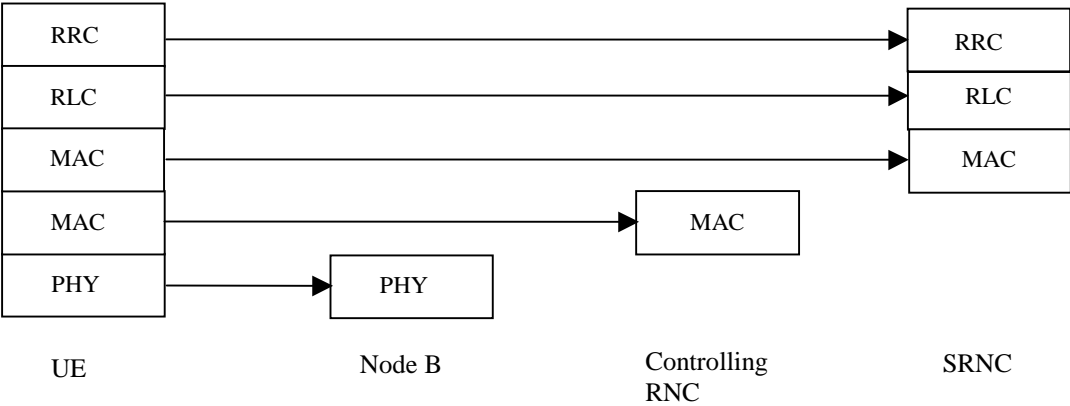 RRC
RRC
RLC
RLC
MAC
MAC
MAC
MAC
PHY
PHY
UE
Node B
Controlling
RNC
SRNC